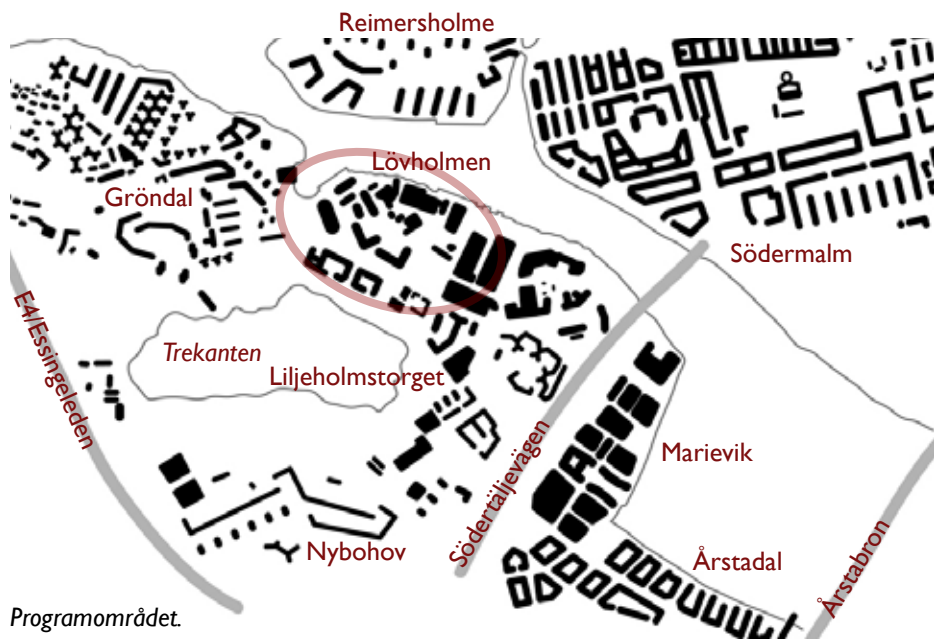 Reimersholme
Lövholmen
Gröndal
Södermalm
E4/Essingeleden
Trekanten
Liljeholmstorget
Marievik
Södertäljevägen
Nybohov
Årstadal
Årstabron
Programområdet.